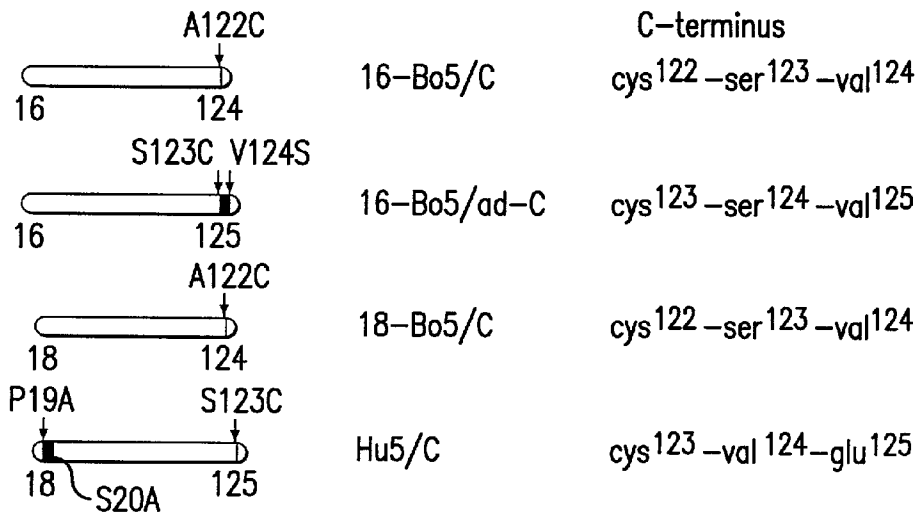 A122C C-terminus
16 124 16-Bo5/C cys¹²² -ser¹²³ -val¹²⁴
S123C V124S
16 125 16-Bo5/ad-C cys¹²³ -ser¹²⁴ -val¹²⁵
A122C
18 124 18-Bo5/C cys¹²² -ser¹²³ -val¹²⁴
P19A S123C
18 125 Hu5/C cys¹²³ -val¹²⁴ -glu¹²⁵
S20A